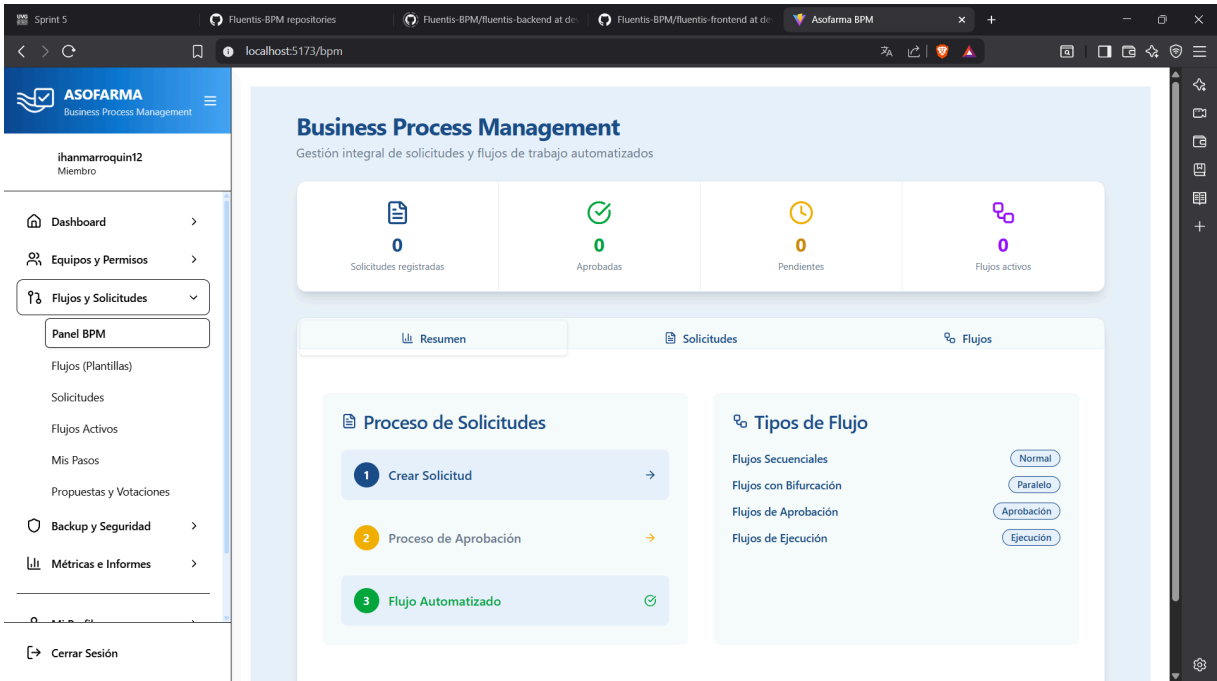 Sprint 5
Fluentis-BPM repositories
Fluentis-BPM/fluentis-backend at de
Fluentis-BPM/fluentis-frontend at de
Asofarma BPM
localhost:5173/bpm
ASOFARMA
Business Process Management
ihanmarroquin12
Miembro
Dashboard
Equipos y Permisos
Flujos y Solicitudes
Panel BPM
Flujos (Plantillas)
Solicitudes
Flujos Activos
Mis Pasos
Propuestas y Votaciones
Backup y Seguridad
Métricas e Informes
Cerrar Sesión
Business Process Management
Gestión integral de solicitudes y flujos de trabajo automatizados
0
Solicitudes registradas
0
Aprobadas
0
Pendientes
0
Flujos activos
Resumen
Solicitudes
Flujos
Proceso de Solicitudes
1 Crear Solicitud
2 Proceso de Aprobación
3 Flujo Automatizado
Tipos de Flujo
Flujos Secuenciales Normal
Flujos con Bifurcación Paralelo
Flujos de Aprobación Aprobación
Flujos de Ejecución Ejecución